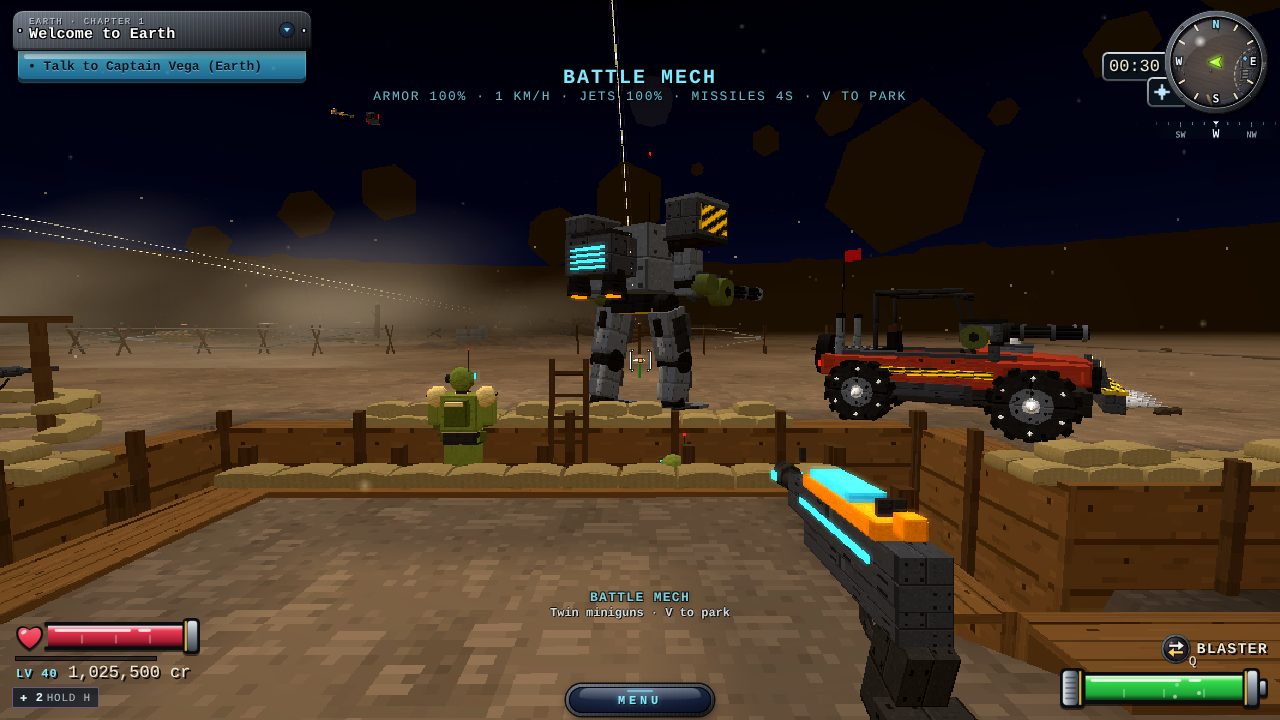 EARTH · CHAPTER 1
Welcome to Earth
• Talk to Captain Vega (Earth)
BATTLE MECH
ARMOR 100% · 1 KM/H · JETS 100% · MISSILES 4S · V TO PARK
00:30
N
W
E
S
SW
W
NW
BATTLE MECH
Twin miniguns · V to park
LV 40 1,025,500 cr
+ 2 HOLD H
MENU
BLASTER
Q